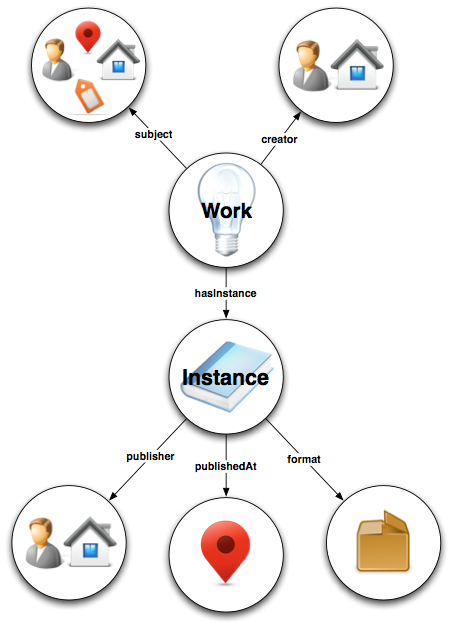 subject
creator
Work
hasInstance
Instance
publisher
publishedAt
format